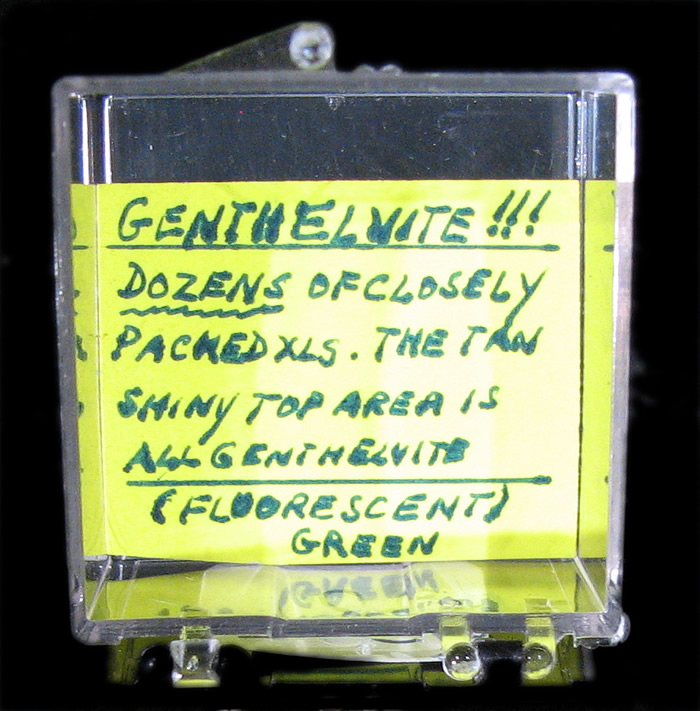 GENTHELVITE!!!
DOZENS OF CLOSELY
PACKED XLS. THE TAN
SHINY TOP AREA IS
ALL GENTHELVITE
(FLUORESCENT)
GREEN